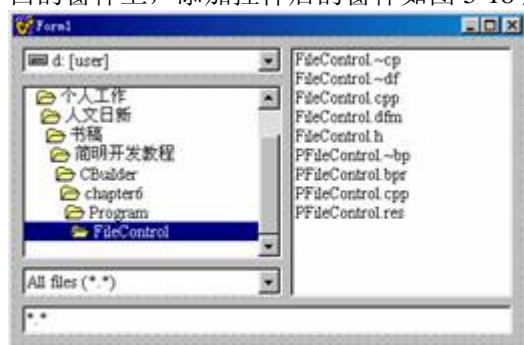 Form1
d: [user]
个人工作
人文日新
书稿
简明开发教程
CBuilder
chapter6
Program
FileControl
All files (*.*)
FileControl.~cp
FileControl.~df
FileControl.cpp
FileControl.dfm
FileControl.h
PFileControl.~bp
PFileControl.bpr
PFileControl.cpp
PFileControl.res
*.*